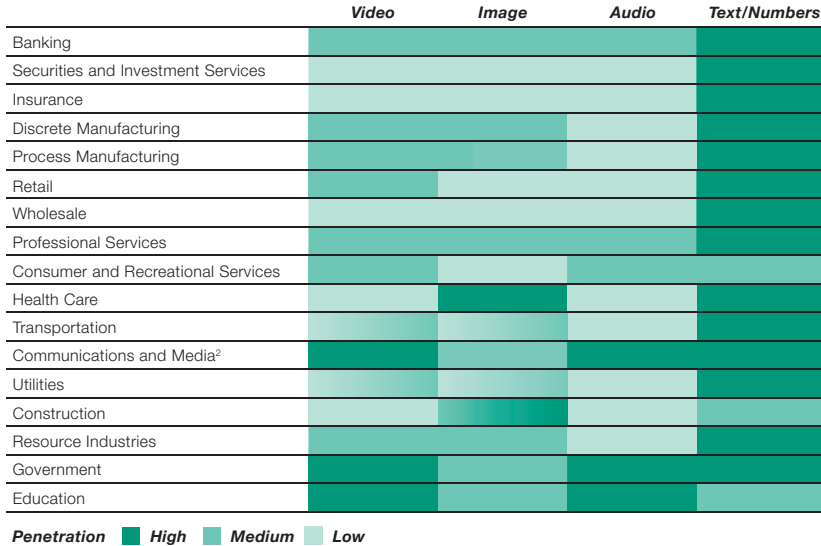 Video Image Audio Text/Numbers
Banking
Securities and Investment Services
Insurance
Discrete Manufacturing
Process Manufacturing
Retail
Wholesale
Professional Services
Consumer and Recreational Services
Health Care
Transportation
Communications and Media²
Utilities
Construction
Resource Industries
Government
Education
Penetration High Medium Low